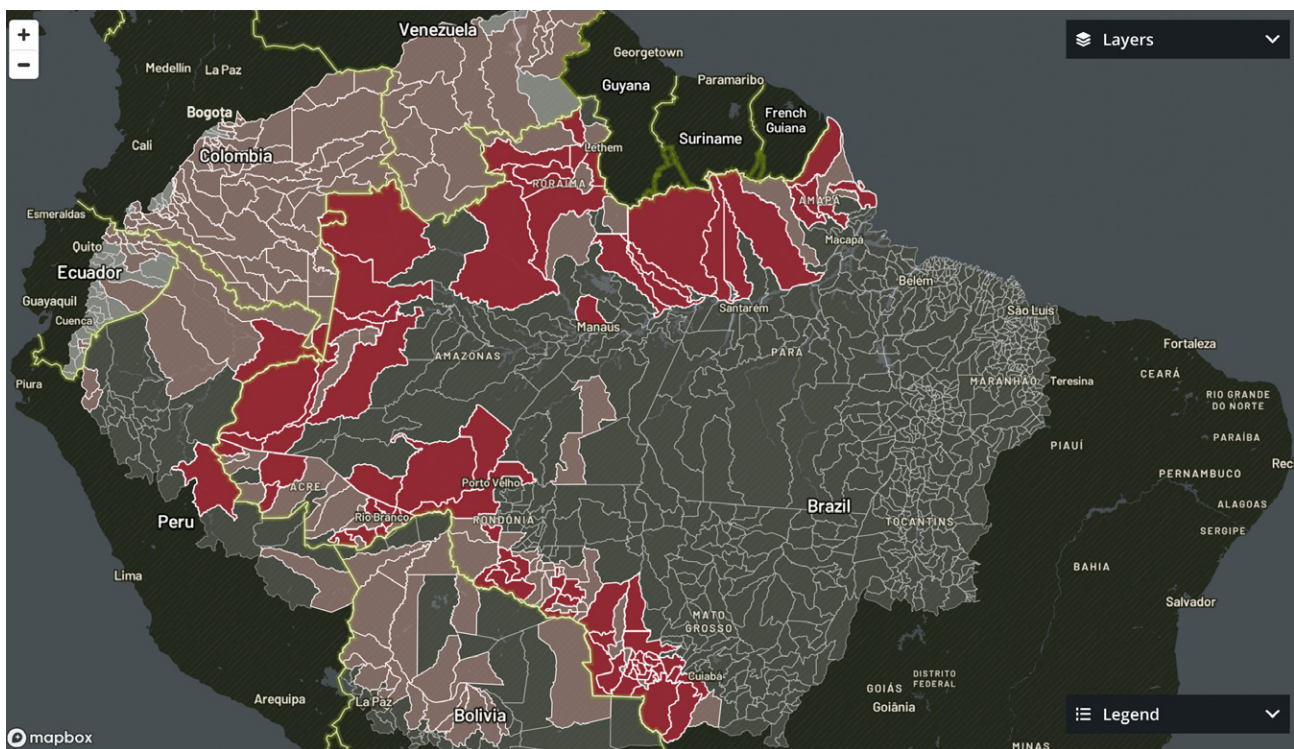 +
−
Layers
Venezuela
Georgetown
Medellín
La Paz
Paramaribo
Guyana
French
Guiana
Bogota
Suriname
Cali
Lethem
Colombia
RORAIMA
AMAPÁ
Esmeraldas
Macapá
Quito
Ecuador
Belém
Guayaquil
São Luís
Santarém
Cuenca
Manaus
Fortaleza
AMAZONAS
PARÁ
CEARÁ
Piura
MARANHÃO
Teresina
RIO GRANDE
DO NORTE
PARAÍBA
PIAUÍ
Rec
PERNAMBUCO
Porto Velho
ACRE
Brazil
ALAGOAS
Rio Branco
Peru
RONDÔNIA
TOCANTINS
SERGIPE
BAHIA
Lima
Salvador
MATO
GROSSO
Cuiabá
DISTRITO
FEDERAL
GOIÁS
Arequipa
La Paz
Goiânia
Bolivia
Legend
mapbox
MINAS